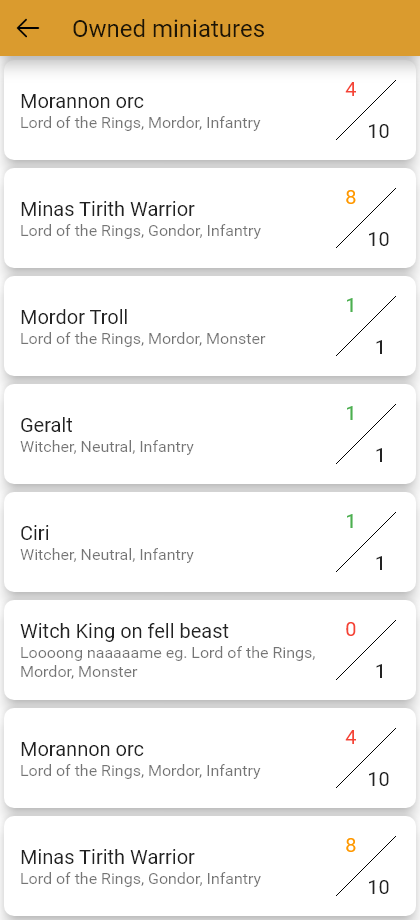 Owned miniatures
Morannon orc
Lord of the Rings, Mordor, Infantry
4
10
Minas Tirith Warrior
Lord of the Rings, Gondor, Infantry
8
10
Mordor Troll
Lord of the Rings, Mordor, Monster
1
1
Geralt
Witcher, Neutral, Infantry
1
1
Ciri
Witcher, Neutral, Infantry
1
1
Witch King on fell beast
Loooong naaaaame eg. Lord of the Rings,
Mordor, Monster
0
1
Morannon orc
Lord of the Rings, Mordor, Infantry
4
10
Minas Tirith Warrior
Lord of the Rings, Gondor, Infantry
8
10